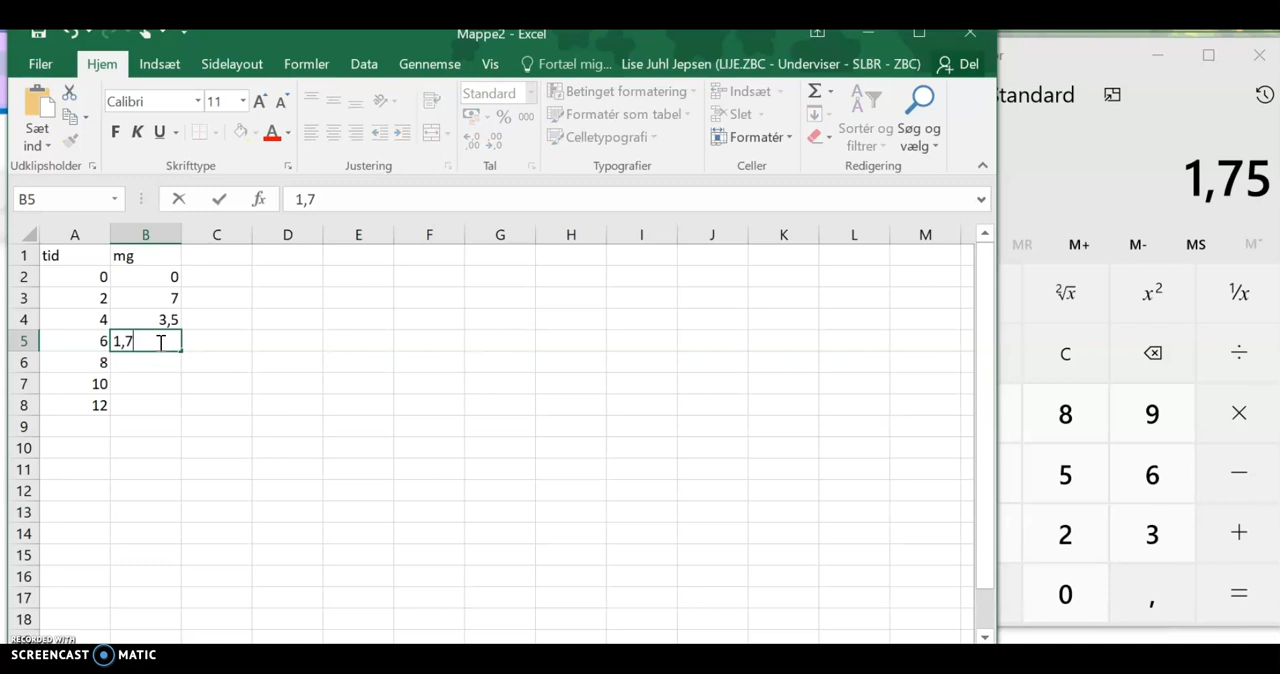 Mappe2 - Excel
Filer Hjem Indsæt Sidelayout Formler Data Gennemse Vis Fortæl mig... Lise Juhl Jepsen (LIJE.ZBC - Underviser - SLBR - ZBC) Del
Sæt ind
Udklipsholder
Calibri 11 A A
F K U A
Skrifttype
Justering
Standard
% 000
Tal
Betinget formatering
Formatér som tabel
Celletypografi
Typografier
Indsæt
Slet
Formatér
Celler
Σ
Sortér og filtrer
Søg og vælg
Redigering
B5 fx 1,7
A B C D E F G H I J K L M
1 tid mg
2 0 0
3 2 7
4 4 3,5
5 6 1,7
6 8
7 10
8 12
9
10
11
12
13
14
15
16
17
18
RECORDED WITH
SCREENCAST MATIC
tandard
1,75
MR M+ M- MS M
²√x x² ¹/x
C ÷
8 9 ×
5 6 −
2 3 +
0 , =